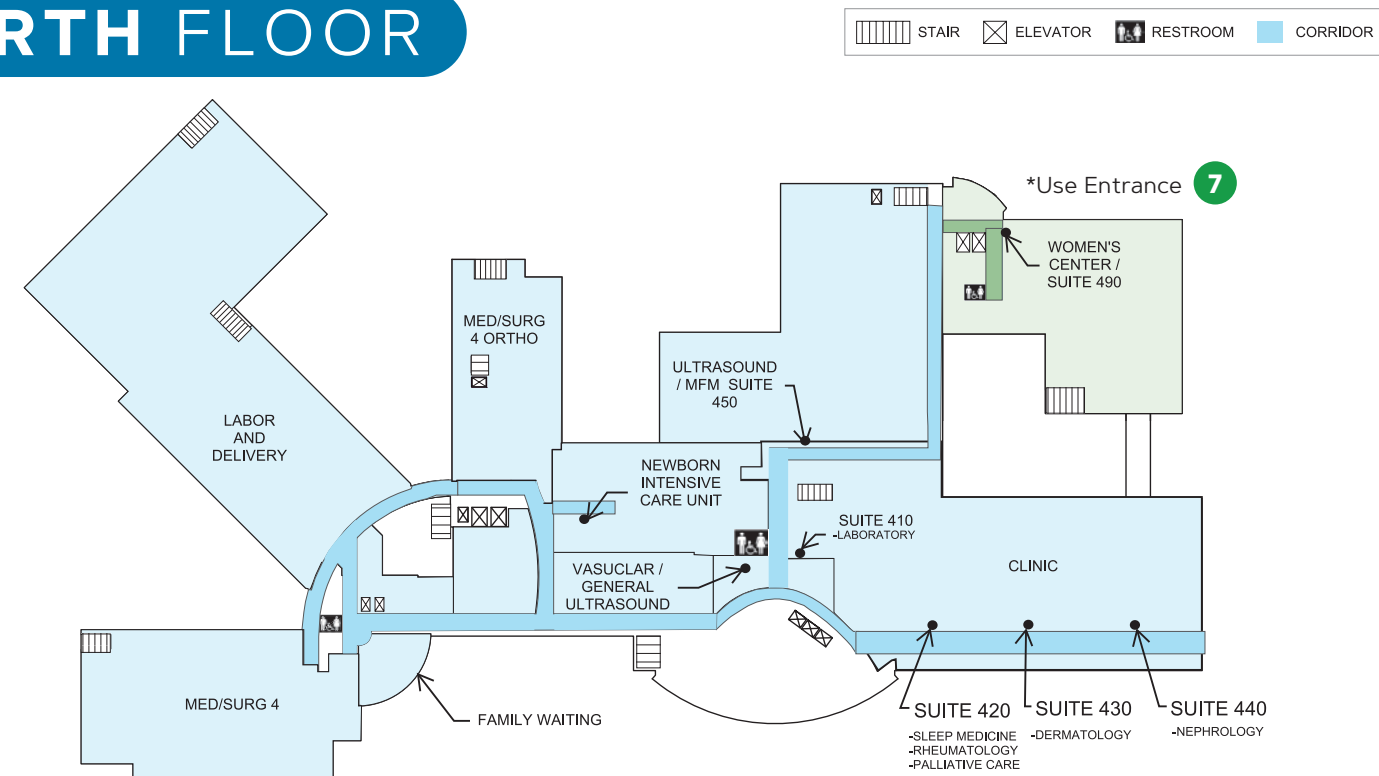 RTH FLOOR
STAIR
ELEVATOR
RESTROOM
CORRIDOR
*Use Entrance 7
WOMEN'S
CENTER /
SUITE 490
MED/SURG
4 ORTHO
ULTRASOUND
/ MFM SUITE
450
LABOR
AND
DELIVERY
NEWBORN
INTENSIVE
CARE UNIT
SUITE 410
-LABORATORY
VASUCLAR /
GENERAL
ULTRASOUND
CLINIC
MED/SURG 4
FAMILY WAITING
SUITE 420
-SLEEP MEDICINE
-RHEUMATOLOGY
-PALLIATIVE CARE
SUITE 430
-DERMATOLOGY
SUITE 440
-NEPHROLOGY